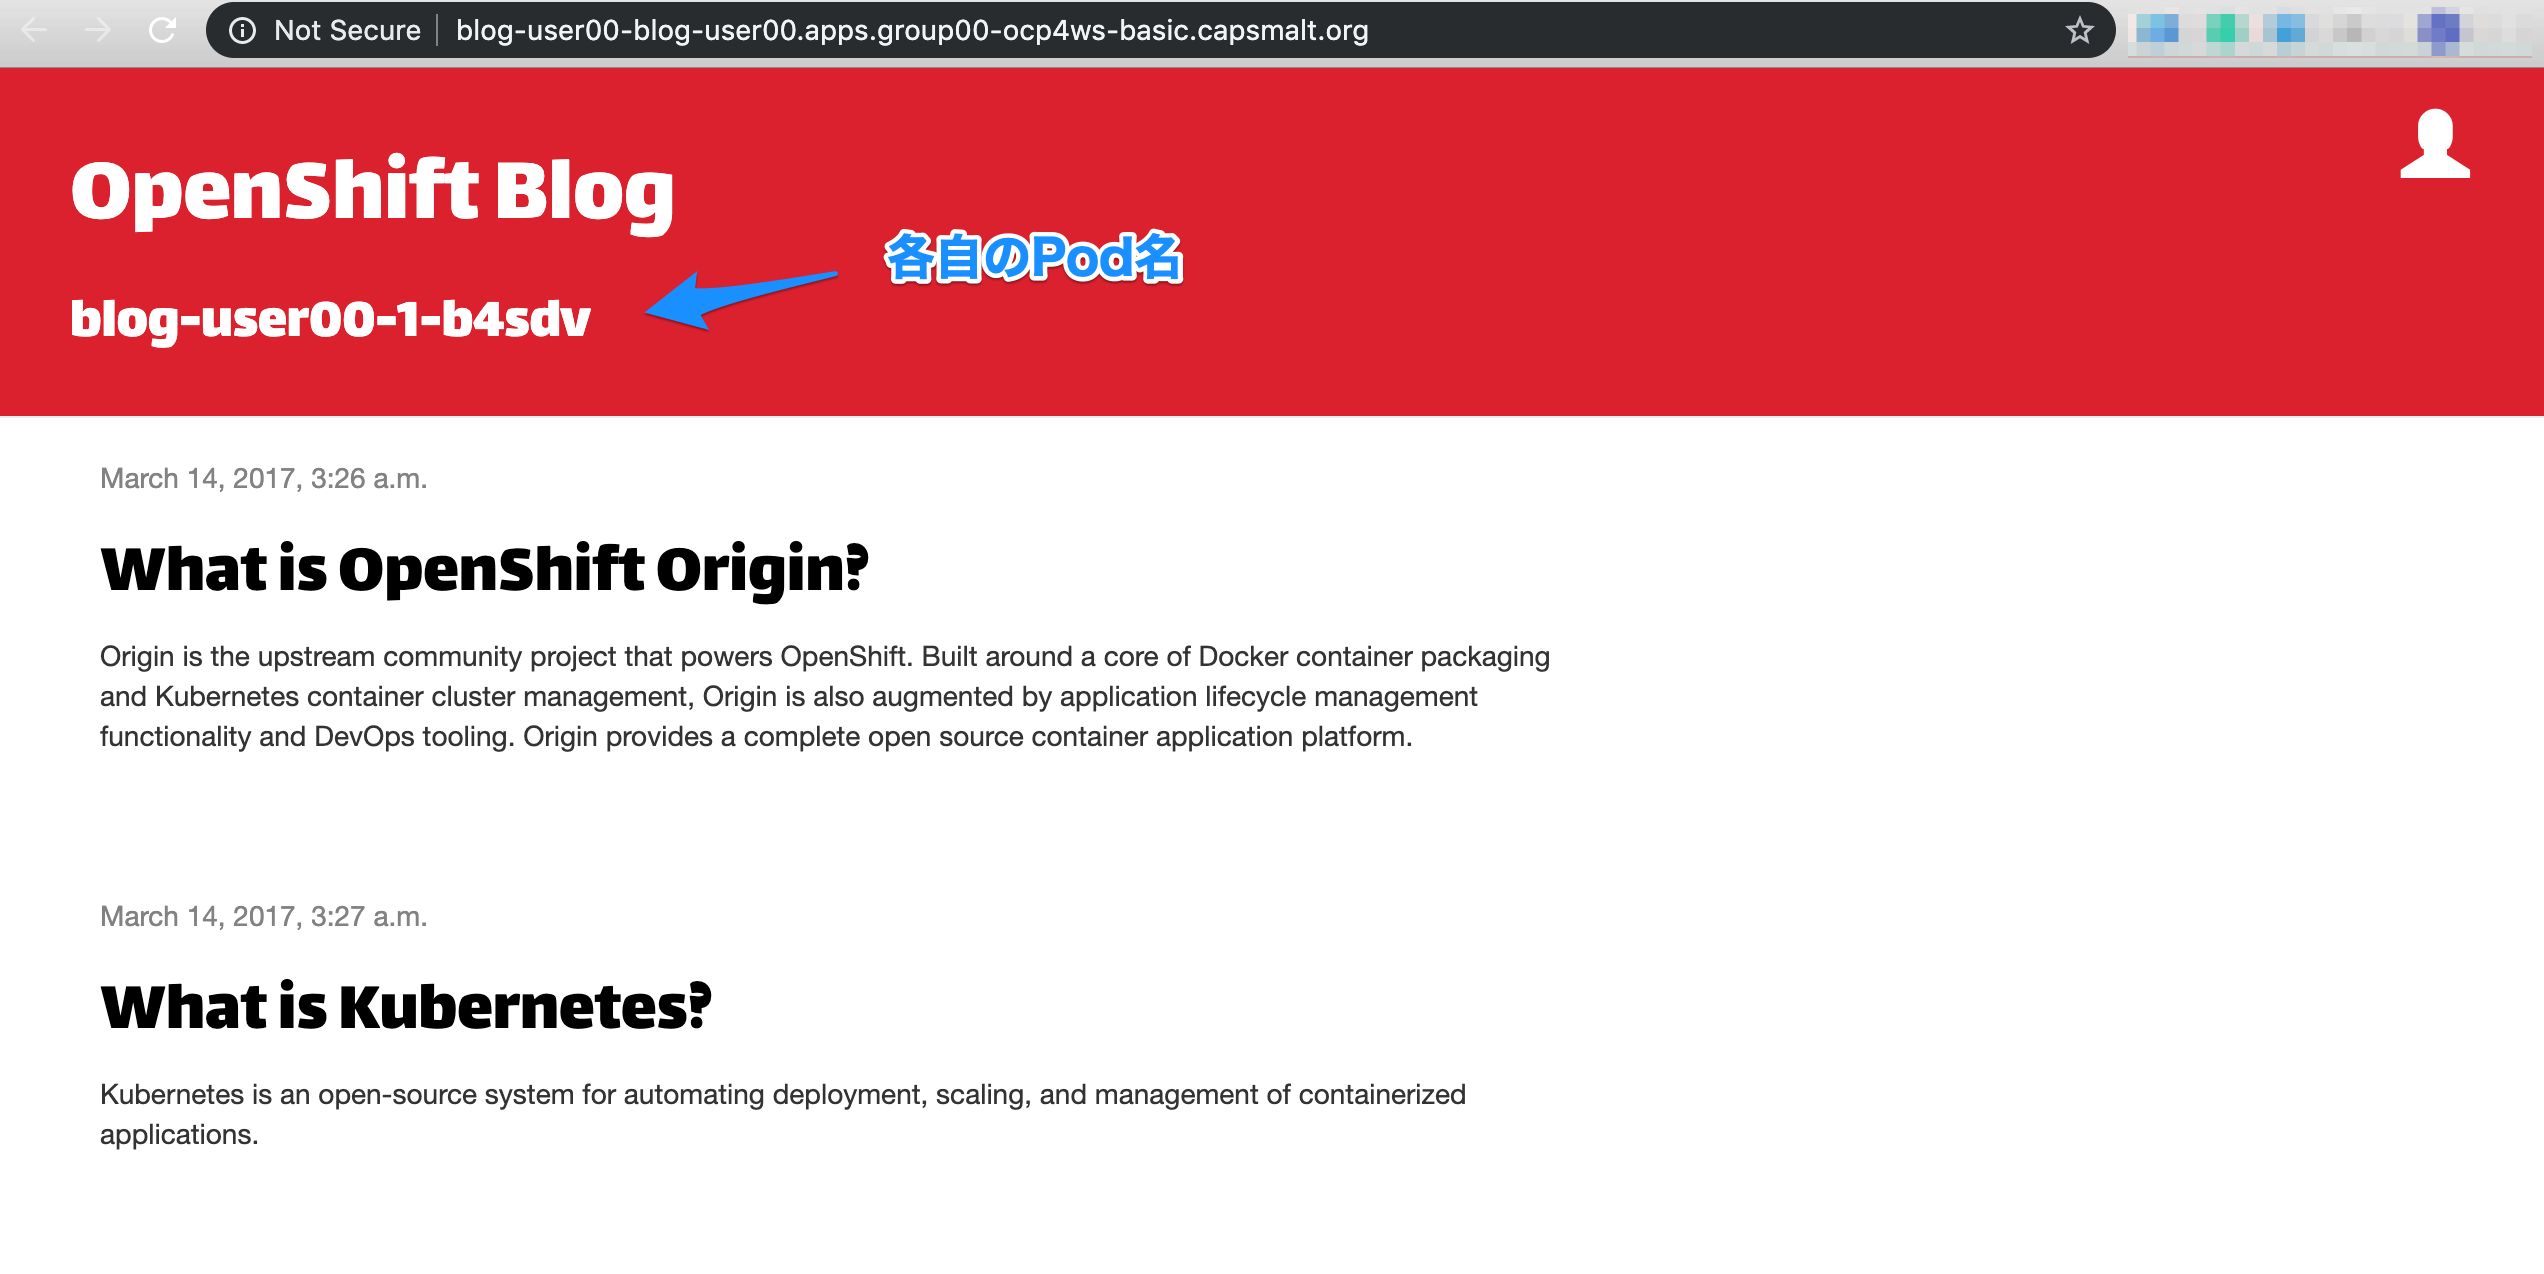 Not Secure | blog-user00-blog-user00.apps.group00-ocp4ws-basic.capsmalt.org
OpenShift Blog
各自のPod名
blog-user00-1-b4sdv
March 14, 2017, 3:26 a.m.
What is OpenShift Origin?
Origin is the upstream community project that powers OpenShift. Built around a core of Docker container packaging
and Kubernetes container cluster management, Origin is also augmented by application lifecycle management
functionality and DevOps tooling. Origin provides a complete open source container application platform.
March 14, 2017, 3:27 a.m.
What is Kubernetes?
Kubernetes is an open-source system for automating deployment, scaling, and management of containerized
applications.